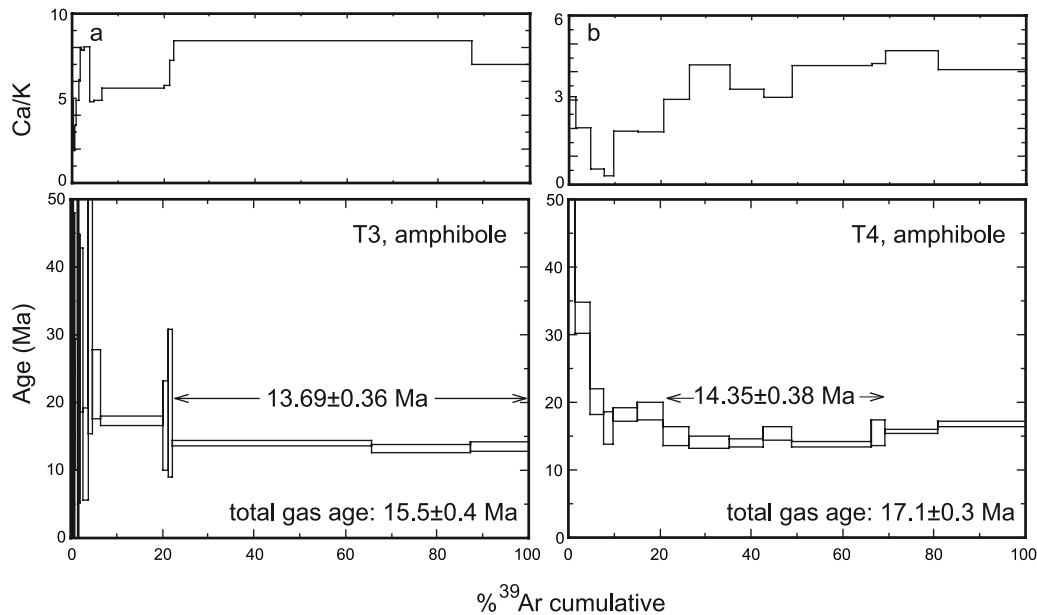 a
b
Ca/K
10
5
0
6
3
0
T3, amphibole
T4, amphibole
Age (Ma)
50
40
30
20
10
0
50
40
30
20
10
0
13.69±0.36 Ma
14.35±0.38 Ma
total gas age: 15.5±0.4 Ma
total gas age: 17.1±0.3 Ma
0 20 40 60 80 100
0 20 40 60 80 100
%³⁹Ar cumulative